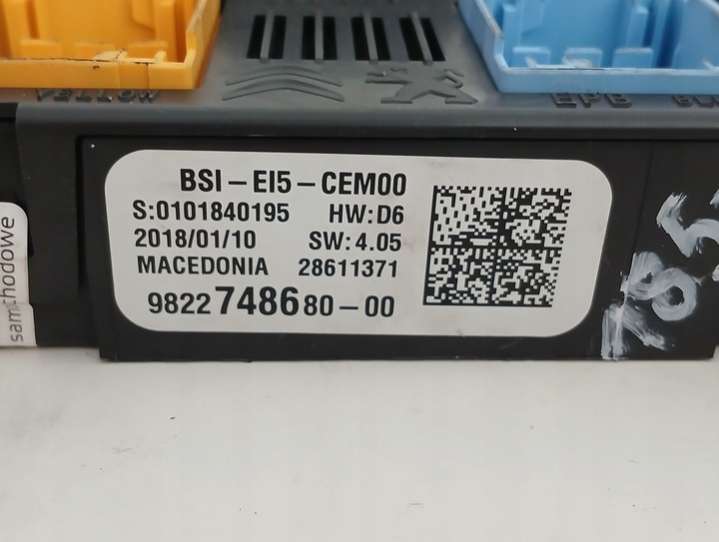 YELLOW
EPB
BSI-EI5-CEM00
S:0101840195 HW:D6
2018/01/10 SW:4.05
MACEDONIA 28611371
9822748680-00
samochodowe